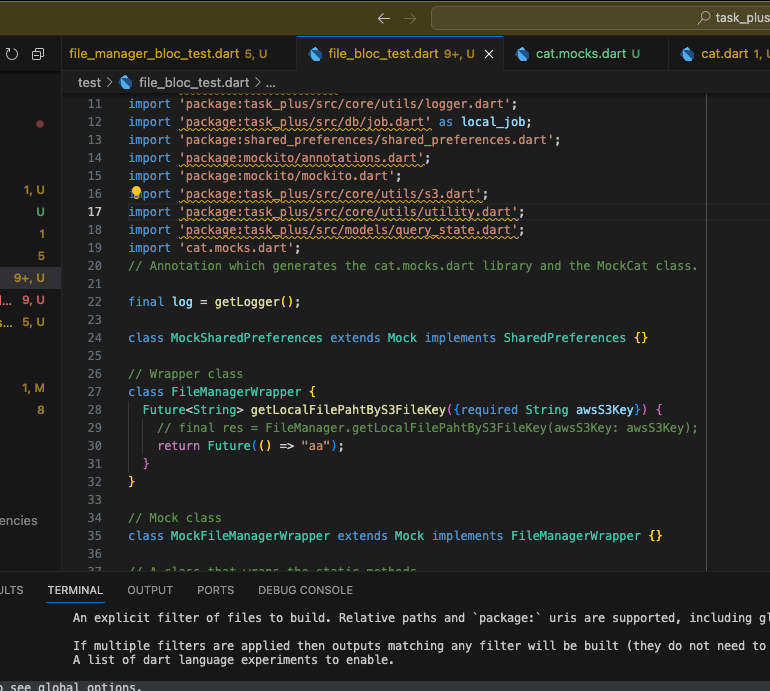 task_plus
file_manager_bloc_test.dart 5, U
file_bloc_test.dart 9+, U
cat.mocks.dart U
cat.dart 1, U
test > file_bloc_test.dart > ...
1, U
U
1
5
9+, U
9, U
5, U
1, M
8
encies
11 import 'package:task_plus/src/core/utils/logger.dart';
12 import 'package:task_plus/src/db/job.dart' as local_job;
13 import 'package:shared_preferences/shared_preferences.dart';
14 import 'package:mockito/annotations.dart';
15 import 'package:mockito/mockito.dart';
16 import 'package:task_plus/src/core/utils/s3.dart';
17 import 'package:task_plus/src/core/utils/utility.dart';
18 import 'package:task_plus/src/models/query_state.dart';
19 import 'cat.mocks.dart';
20 // Annotation which generates the cat.mocks.dart library and the MockCat class.
21
22 final log = getLogger();
23
24 class MockSharedPreferences extends Mock implements SharedPreferences {}
25
26 // Wrapper class
27 class FileManagerWrapper {
28 Future<String> getLocalFilePahtByS3FileKey({required String awsS3Key}) {
29 // final res = FileManager.getLocalFilePahtByS3FileKey(awsS3Key: awsS3Key);
30 return Future(() => "aa");
31 }
32 }
33
34 // Mock class
35 class MockFileManagerWrapper extends Mock implements FileManagerWrapper {}
36
37 // A class that wraps the static methods
ULTS TERMINAL OUTPUT PORTS DEBUG CONSOLE
An explicit filter of files to build. Relative paths and `package:` uris are supported, including gl
If multiple filters are applied then outputs matching any filter will be built (they do not need to
A list of dart language experiments to enable.
o see global options.